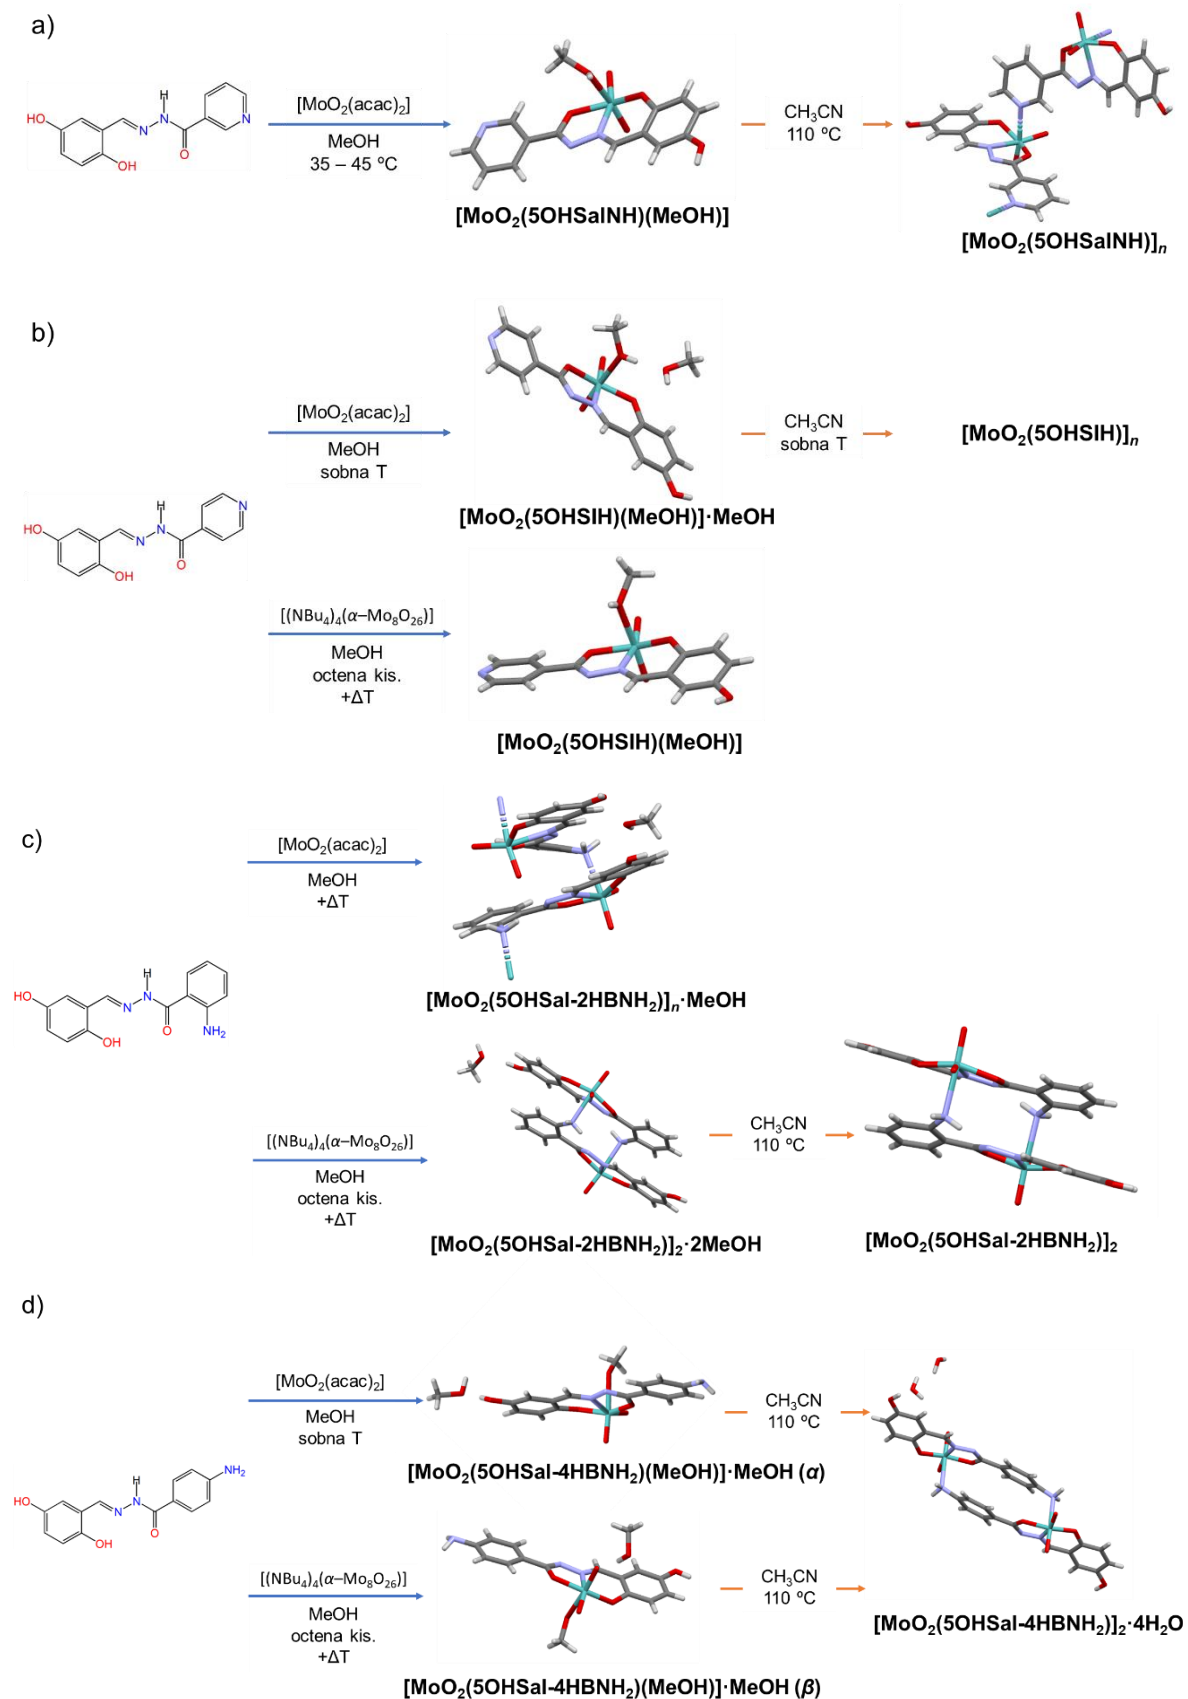 a)
HO
OH
N
N
H
O
N
[MoO₂(acac)₂]
MeOH
35 – 45 ºC
[MoO₂(5OHSalNH)(MeOH)]
CH₃CN
110 ºC
[MoO₂(5OHSalNH)]ₙ
b)
HO
OH
N
N
H
O
N
[MoO₂(acac)₂]
MeOH
sobna T
[MoO₂(5OHSIH)(MeOH)]·MeOH
CH₃CN
sobna T
[MoO₂(5OHSIH)]ₙ
[(NBu₄)₄(α–Mo₈O₂₆)]
MeOH
octena kis.
+ΔT
[MoO₂(5OHSIH)(MeOH)]
c)
HO
OH
N
N
H
O
NH₂
[MoO₂(acac)₂]
MeOH
+ΔT
[MoO₂(5OHSal-2HBNH₂)]ₙ·MeOH
[(NBu₄)₄(α–Mo₈O₂₆)]
MeOH
octena kis.
+ΔT
[MoO₂(5OHSal-2HBNH₂)]₂·2MeOH
CH₃CN
110 ºC
[MoO₂(5OHSal-2HBNH₂)]₂
d)
HO
OH
N
N
H
O
NH₂
[MoO₂(acac)₂]
MeOH
sobna T
[MoO₂(5OHSal-4HBNH₂)(MeOH)]·MeOH (α)
CH₃CN
110 ºC
[(NBu₄)₄(α–Mo₈O₂₆)]
MeOH
octena kis.
+ΔT
[MoO₂(5OHSal-4HBNH₂)(MeOH)]·MeOH (β)
CH₃CN
110 ºC
[MoO₂(5OHSal-4HBNH₂)]₂·4H₂O